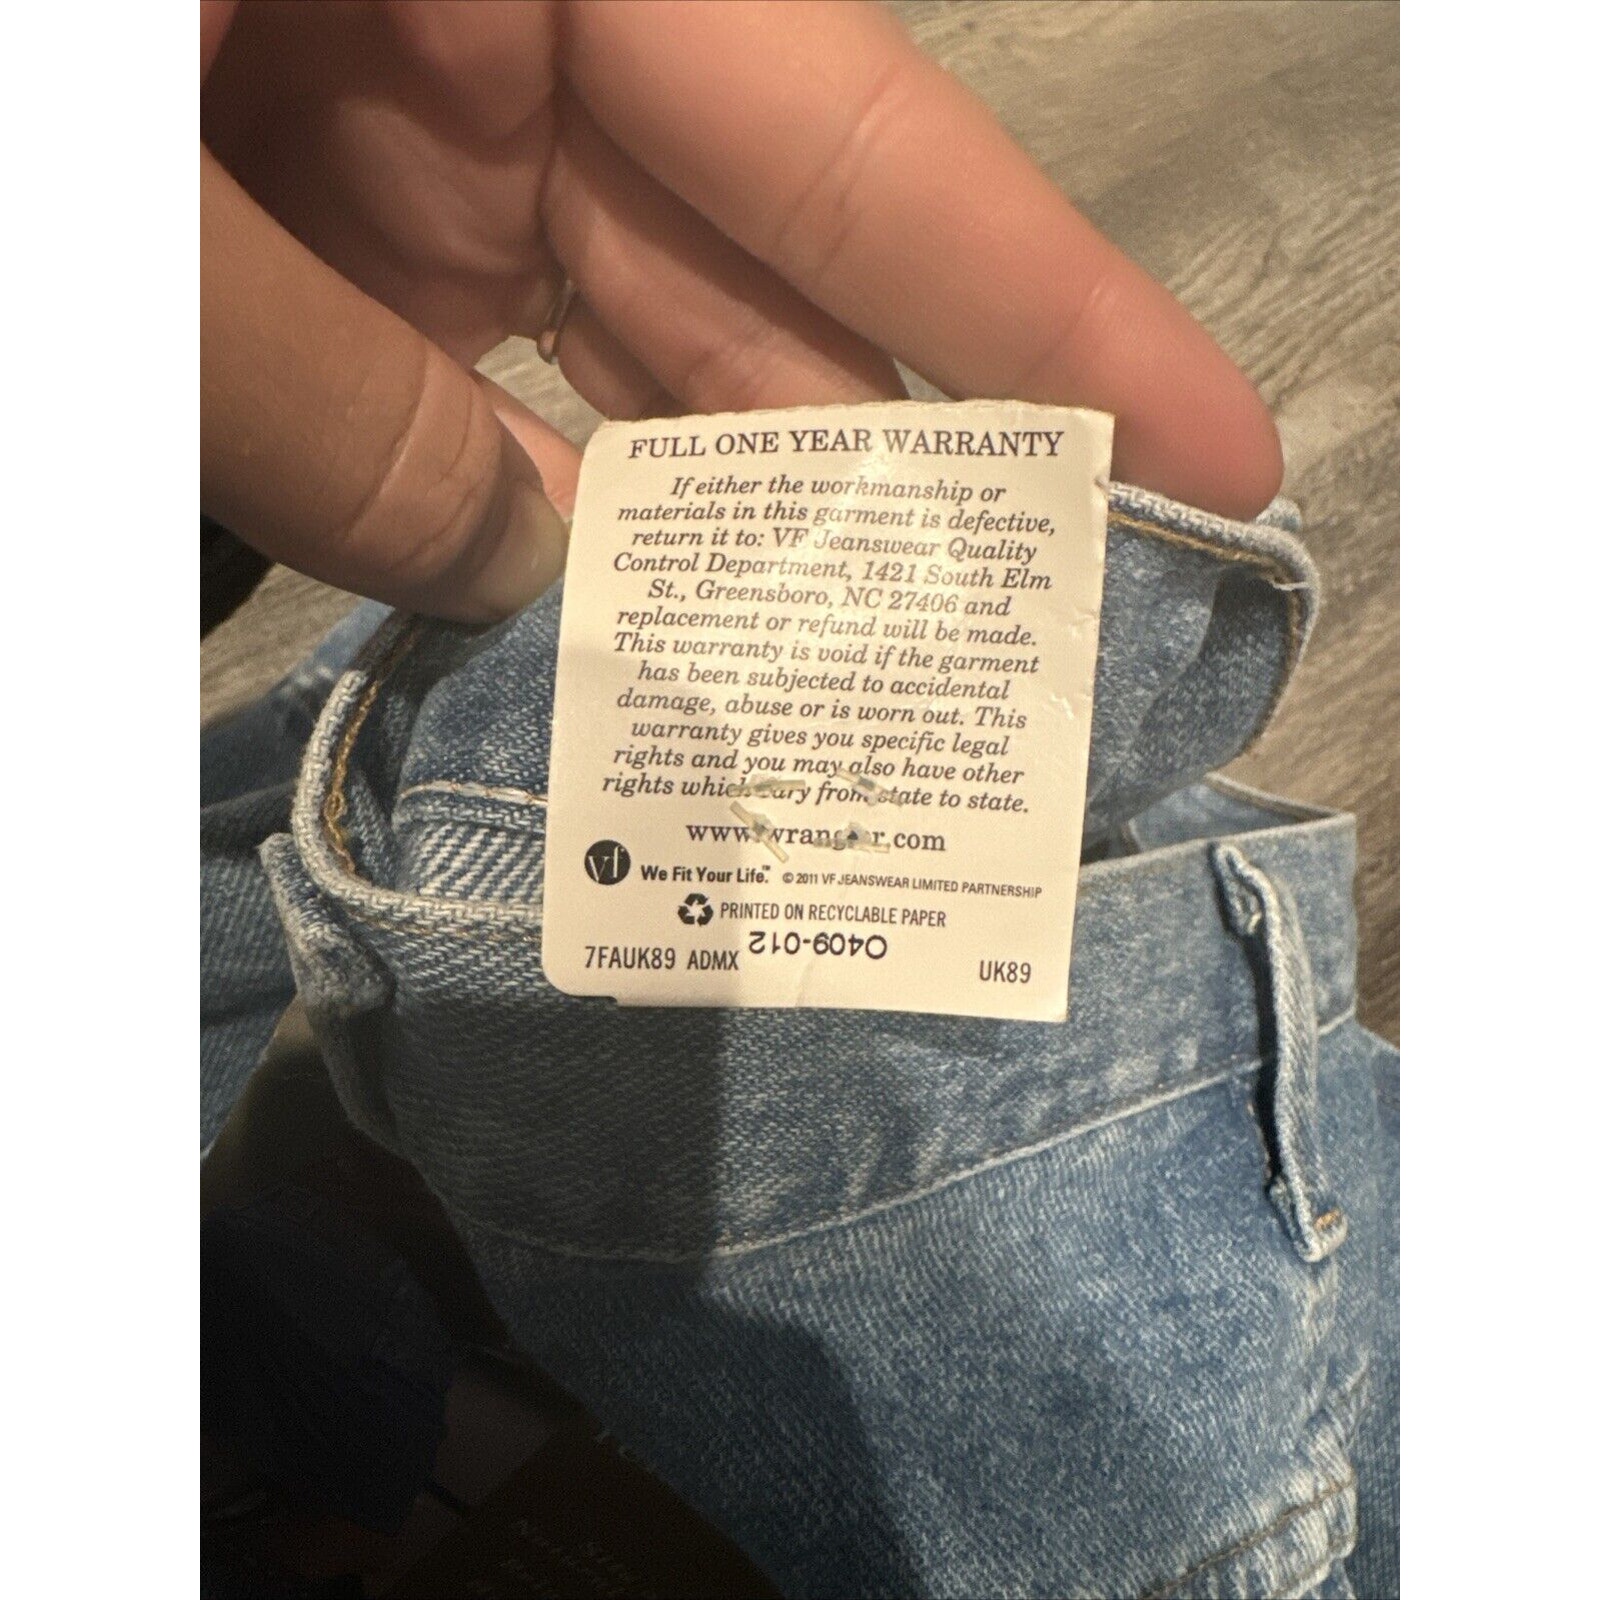 FULL ONE YEAR WARRANTY
If either the workmanship or
materials in this garment is defective,
return it to: VF Jeanswear Quality
Control Department, 1421 South Elm
St., Greensboro, NC 27406 and
replacement or refund will be made.
This warranty is void if the garment
has been subjected to accidental
damage, abuse or is worn out. This
warranty gives you specific legal
rights and you may also have other
rights which vary from state to state.
www.wrangler.com
vf We Fit Your Life.™ © 2011 VF JEANSWEAR LIMITED PARTNERSHIP
PRINTED ON RECYCLABLE PAPER
O409-012
7FAUK89 ADMX UK89